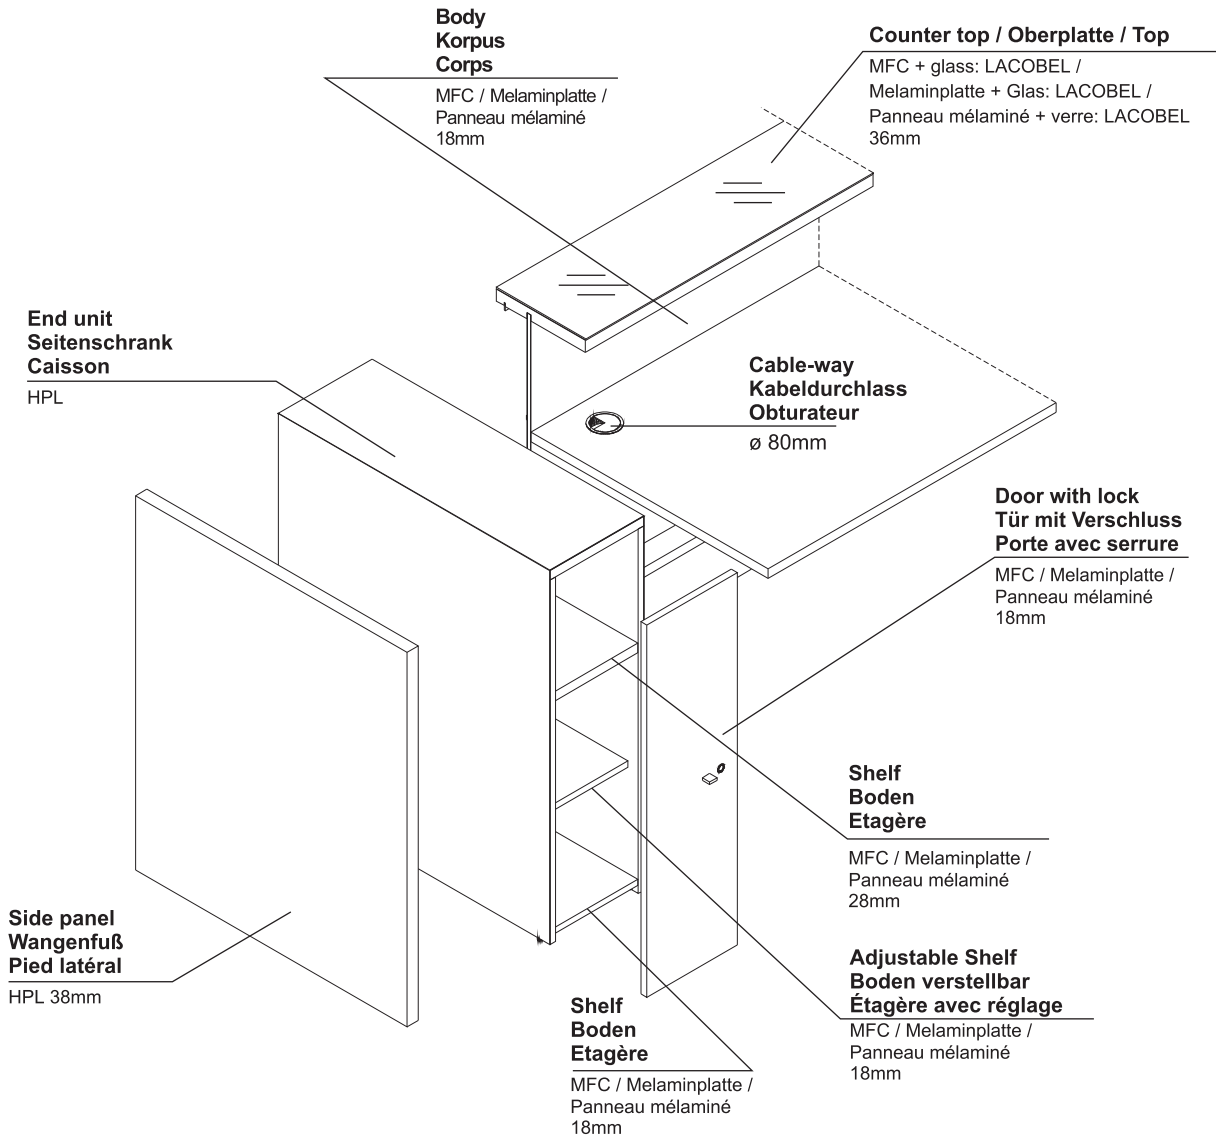 Body
Korpus
Corps
MFC / Melaminplatte /
Panneau mélaminé
18mm
Counter top / Oberplatte / Top
MFC + glass: LACOBEL /
Melaminplatte + Glas: LACOBEL /
Panneau mélaminé + verre: LACOBEL
36mm
End unit
Seitenschrank
Caisson
HPL
Cable-way
Kabeldurchlass
Obturateur
ø 80mm
Door with lock
Tür mit Verschluss
Porte avec serrure
MFC / Melaminplatte /
Panneau mélaminé
18mm
Shelf
Boden
Etagère
MFC / Melaminplatte /
Panneau mélaminé
28mm
Side panel
Wangenfuß
Pied latéral
HPL 38mm
Adjustable Shelf
Boden verstellbar
Étagère avec réglage
MFC / Melaminplatte /
Panneau mélaminé
18mm
Shelf
Boden
Etagère
MFC / Melaminplatte /
Panneau mélaminé
18mm